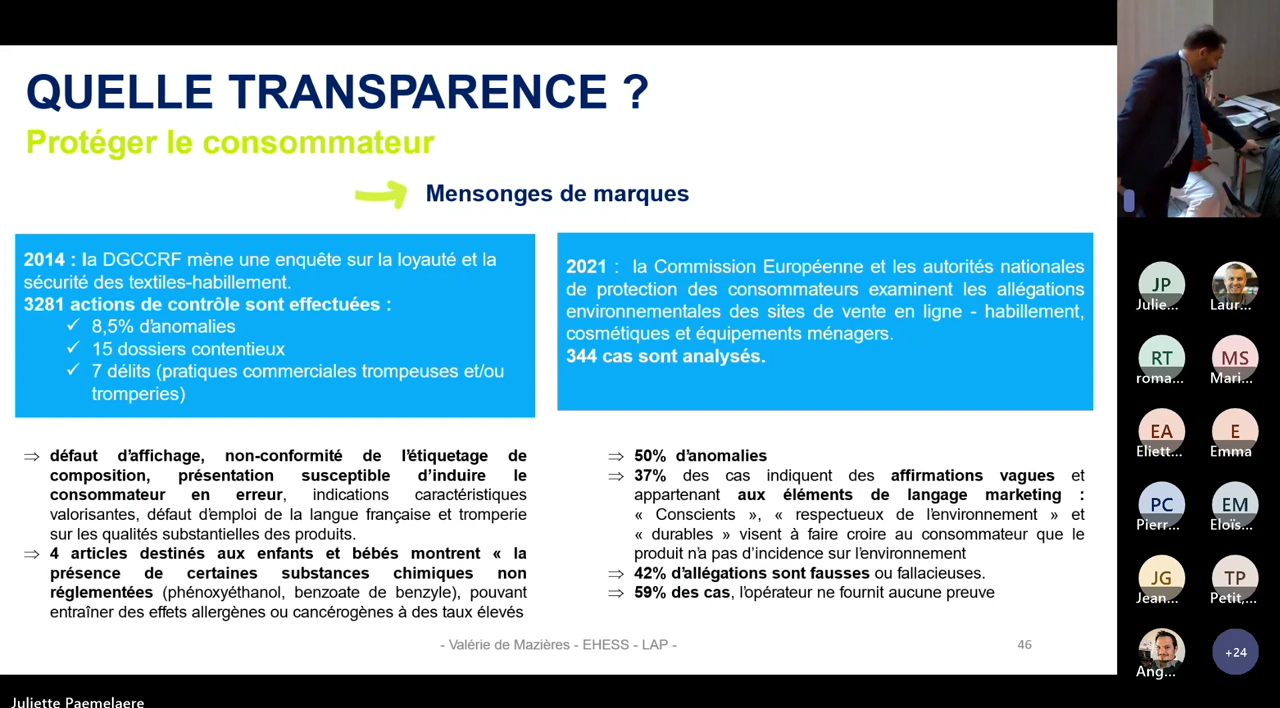 QUELLE TRANSPARENCE ?
Protéger le consommateur
Mensonges de marques
2014 : la DGCCRF mène une enquête sur la loyauté et la
sécurité des textiles-habillement.
3281 actions de contrôle sont effectuées :
✓ 8,5% d'anomalies
✓ 15 dossiers contentieux
✓ 7 délits (pratiques commerciales trompeuses et/ou
tromperies)
2021 : la Commission Européenne et les autorités nationales
de protection des consommateurs examinent les allégations
environnementales des sites de vente en ligne - habillement,
cosmétiques et équipements ménagers.
344 cas sont analysés.
⇒ défaut d'affichage, non-conformité de l'étiquetage de
composition, présentation susceptible d'induire le
consommateur en erreur, indications caractéristiques
valorisantes, défaut d'emploi de la langue française et tromperie
sur les qualités substantielles des produits.
⇒ 4 articles destinés aux enfants et bébés montrent « la
présence de certaines substances chimiques non
réglementées (phénoxyéthanol, benzoate de benzyle), pouvant
entraîner des effets allergènes ou cancérogènes à des taux élevés
⇒ 50% d'anomalies
⇒ 37% des cas indiquent des affirmations vagues et
appartenant aux éléments de langage marketing :
« Conscients », « respectueux de l'environnement » et
« durables » visent à faire croire au consommateur que le
produit n'a pas d'incidence sur l'environnement
⇒ 42% d'allégations sont fausses ou fallacieuses.
⇒ 59% des cas, l'opérateur ne fournit aucune preuve
- Valérie de Mazières - EHESS - LAP -
46
JP
Julie...
Laur...
RT
roma...
MS
Mari...
EA
Eliett...
E
Emma
PC
Pierr...
EM
Eloïs...
JG
Jean...
TP
Petit,...
Ang...
+24
Juliette Paemelaere